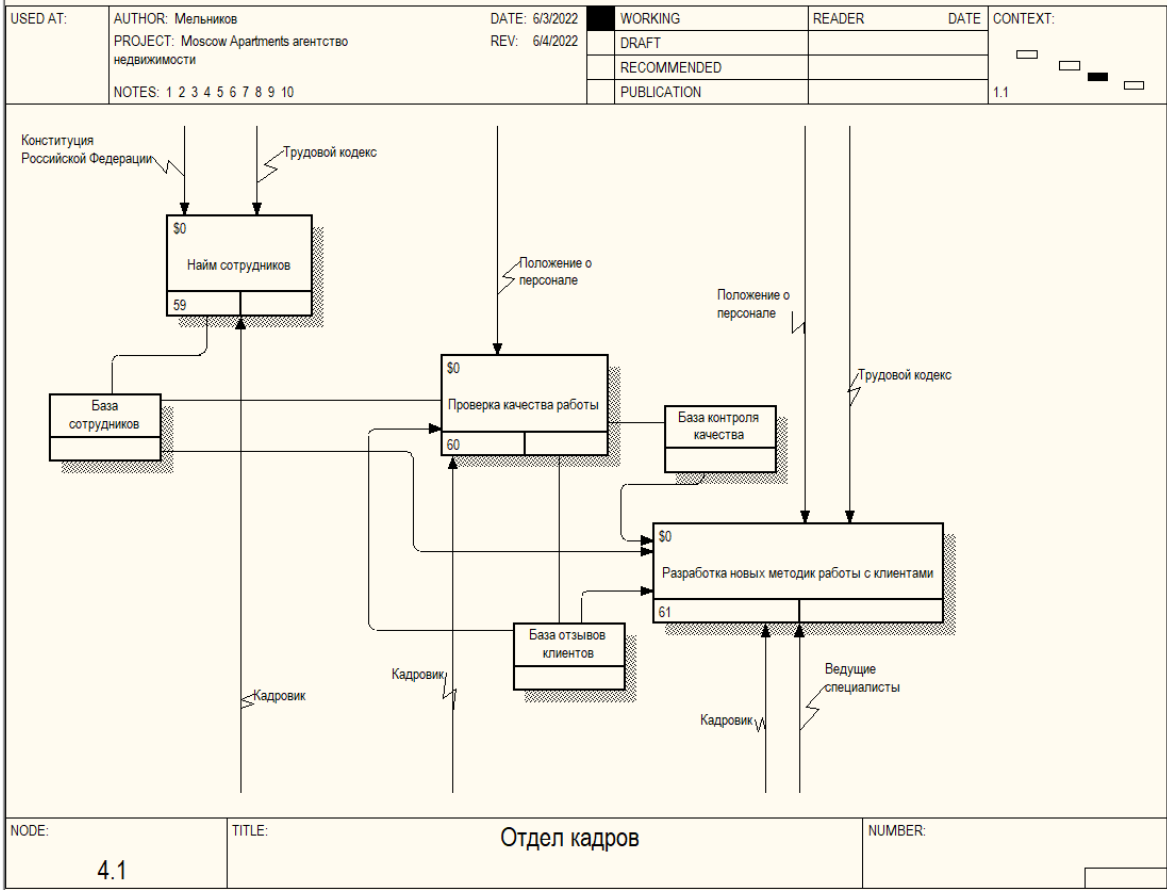 USED AT:
AUTHOR: Мельников
DATE: 6/3/2022
PROJECT: Moscow Apartments агентство
недвижимости
REV: 6/4/2022
NOTES: 1 2 3 4 5 6 7 8 9 10
WORKING
DRAFT
RECOMMENDED
PUBLICATION
READER DATE
CONTEXT:
1.1
Конституция
Российской Федерации
Трудовой кодекс
$0
Найм сотрудников
59
Положение о
персонале
Положение о
персонале
$0
Проверка качества работы
60
Трудовой кодекс
База
сотрудников
База контроля
качества
$0
Разработка новых методик работы с клиентами
61
База отзывов
клиентов
Кадровик
Кадровик
Ведущие
специалисты
Кадровик
NODE:
4.1
TITLE:
Отдел кадров
NUMBER: